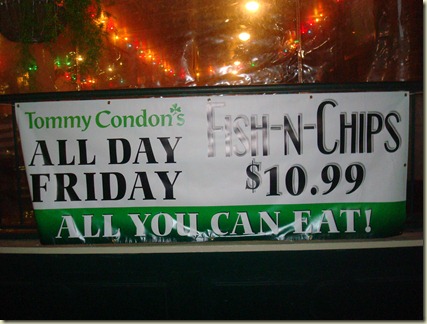 Tommy Condon's
ALL DAY
FRIDAY
FISH-N-CHIPS
$10.99
ALL YOU CAN EAT!